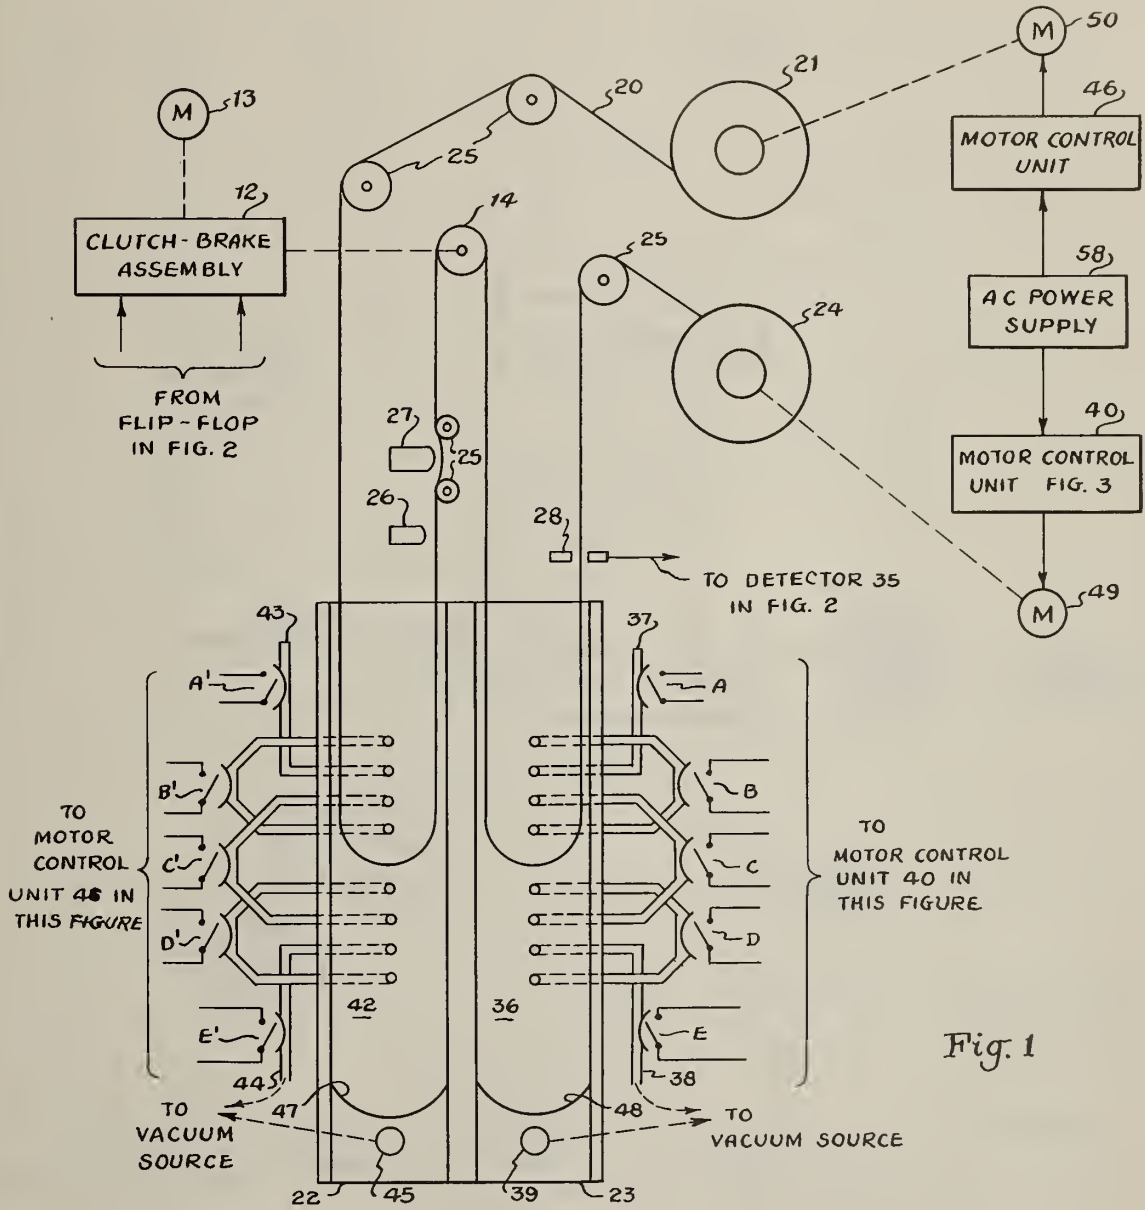 M
13
12
CLUTCH-BRAKE
ASSEMBLY
FROM
FLIP-FLOP
IN FIG. 2
25
20
21
14
25
24
27
25
26
28
TO DETECTOR 35
IN FIG. 2
M
50
46
MOTOR CONTROL
UNIT
58
AC POWER
SUPPLY
40
MOTOR CONTROL
UNIT FIG. 3
M
49
43
A'
B'
C'
D'
E'
44
TO
MOTOR
CONTROL
UNIT 46 IN
THIS FIGURE
37
A
B
C
D
E
38
TO
MOTOR CONTROL
UNIT 40 IN
THIS FIGURE
42
36
47
48
TO
VACUUM
SOURCE
TO
VACUUM SOURCE
22
45
39
23
Fig. 1